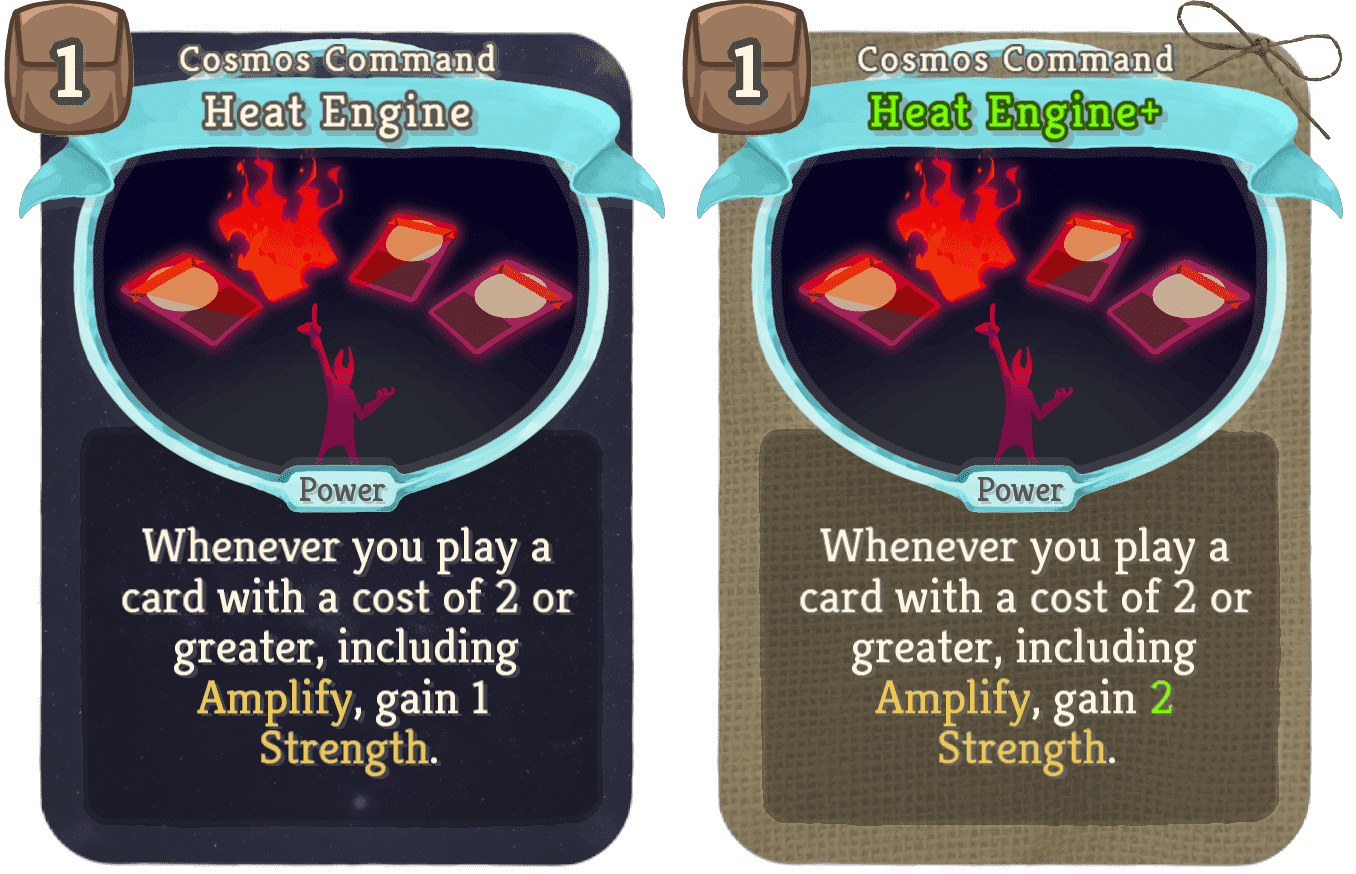 1
Cosmos Command
Heat Engine
Power
Whenever you play a
card with a cost of 2 or
greater, including
Amplify, gain 1
Strength.
1
Cosmos Command
Heat Engine+
Power
Whenever you play a
card with a cost of 2 or
greater, including
Amplify, gain 2
Strength.